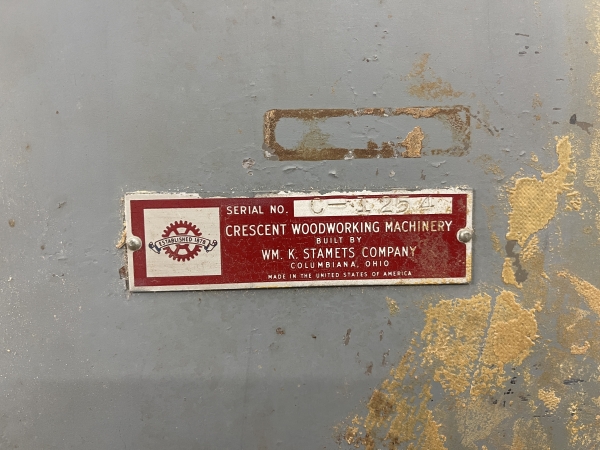 SERIAL NO. C-1254
CRESCENT WOODWORKING MACHINERY
BUILT BY
WM. K. STAMETS COMPANY
COLUMBIANA, OHIO
MADE IN THE UNITED STATES OF AMERICA
ESTABLISHED